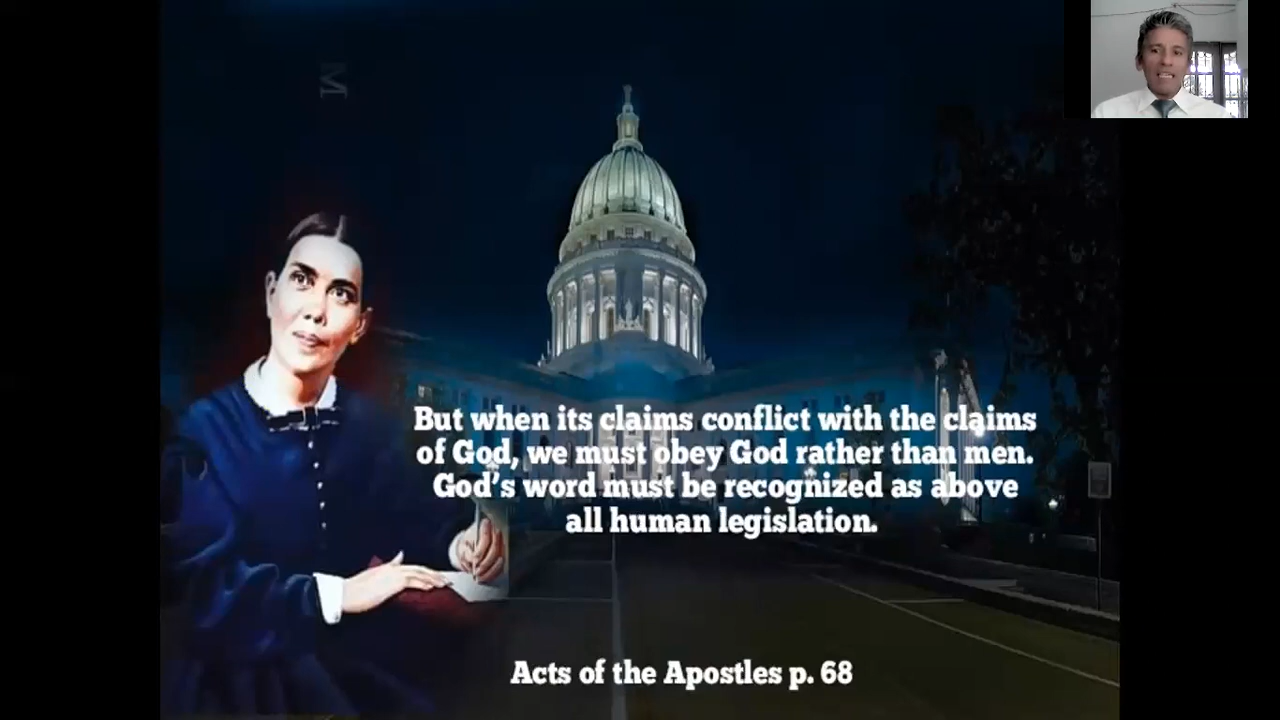 M
But when its claims conflict with the claims
of God, we must obey God rather than men.
God's word must be recognized as above
all human legislation.
Acts of the Apostles p. 68